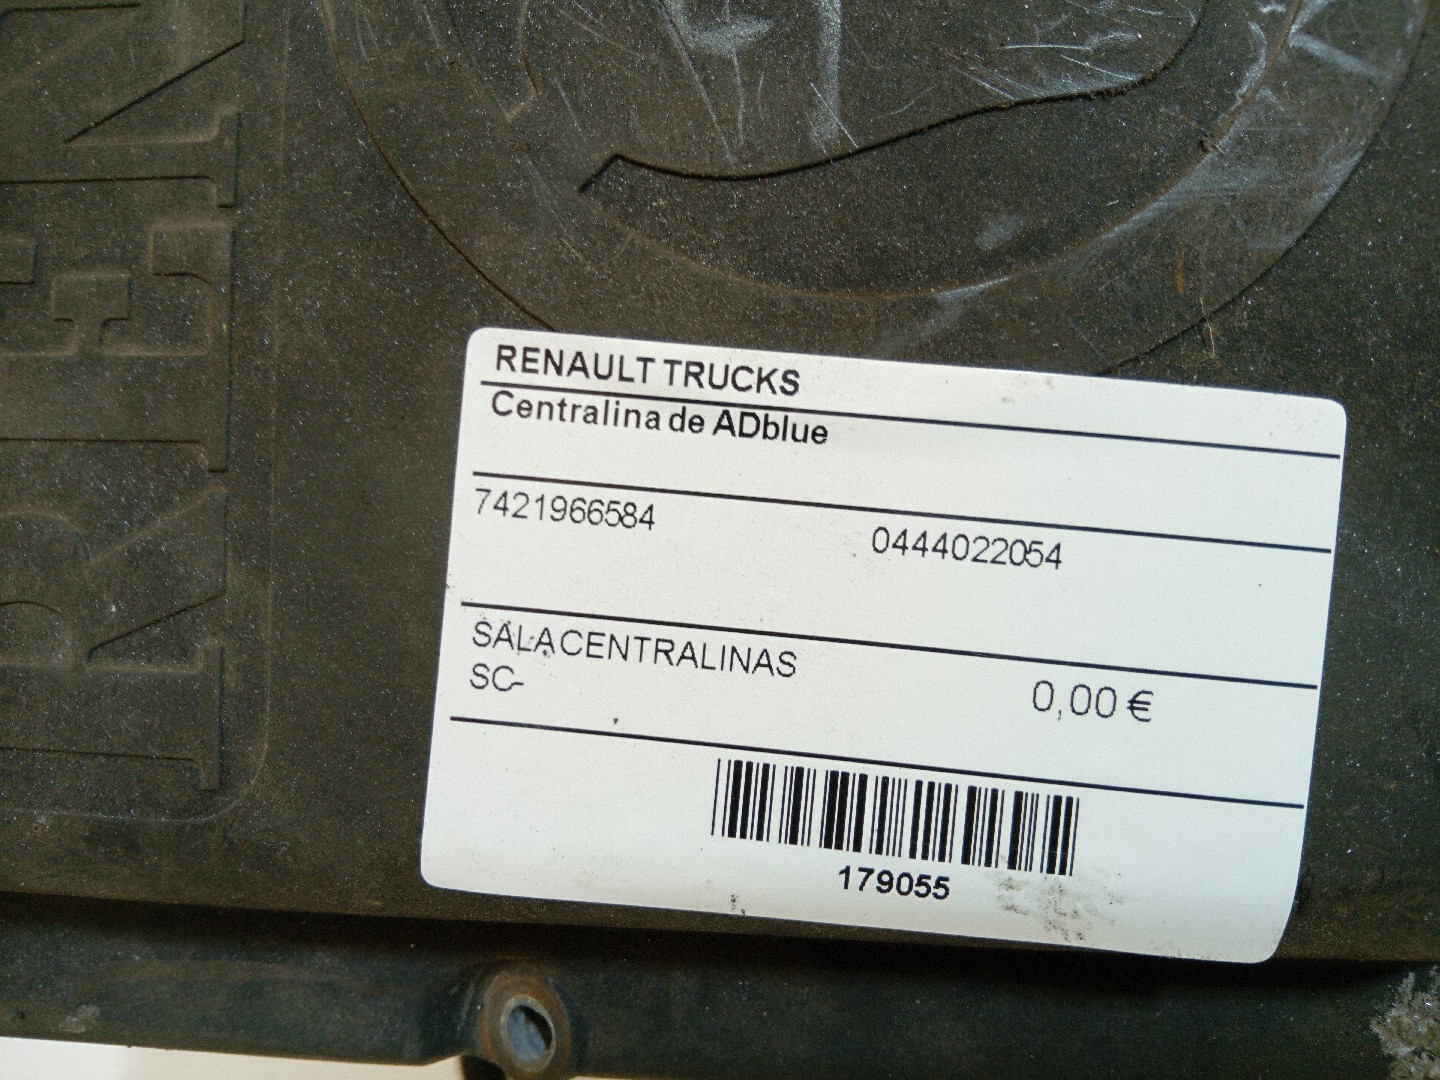 RENAULT TRUCKS
Centralina de ADblue
7421966584 0444022054
SALA CENTRALINAS
SC-
0,00 €
179055